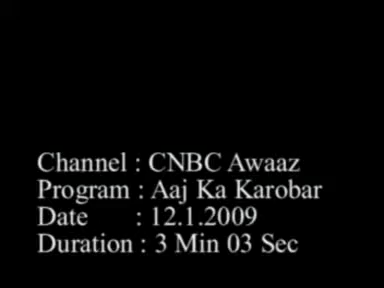 Channel : CNBC Awaaz
Program : Aaj Ka Karobar
Date : 12.1.2009
Duration : 3 Min 03 Sec